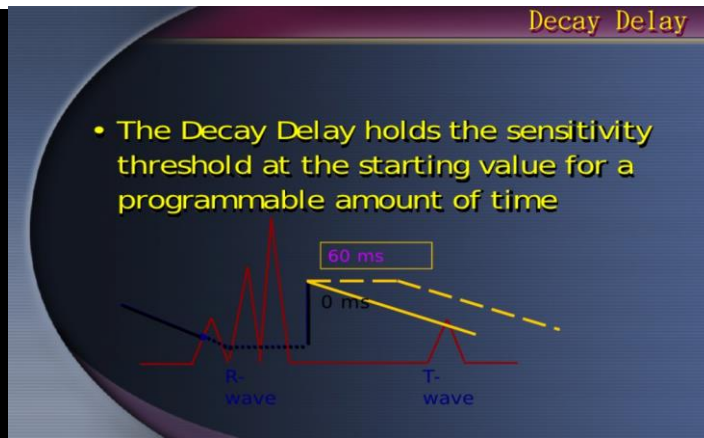 Decay Delay
• The Decay Delay holds the sensitivity
threshold at the starting value for a
programmable amount of time
60 ms
0 ms
R-
wave
T-
wave